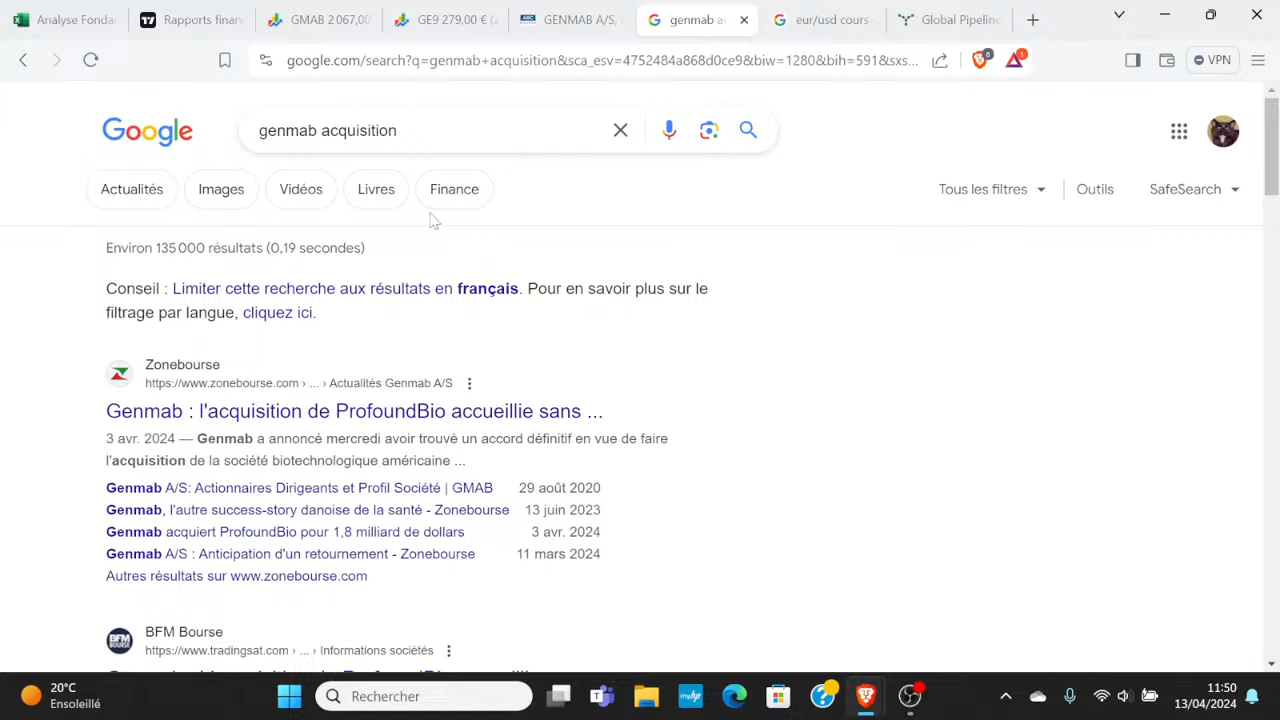 Analyse Fondar
Rapports finan
GMAB 2 067,00
GE9 279,00 € (
GENMAB A/S,
genmab a
eur/usd cours
Global Pipeline
google.com/search?q=genmab+acquisition&sca_esv=4752484a868d0ce9&biw=1280&bih=591&sxs...
8
1
VPN
Google
genmab acquisition
Actualités
Images
Vidéos
Livres
Finance
Tous les filtres
Outils
SafeSearch
Environ 135 000 résultats (0,19 secondes)
Conseil : Limiter cette recherche aux résultats en français. Pour en savoir plus sur le
filtrage par langue, cliquez ici.
Zonebourse
https://www.zonebourse.com › ... › Actualités Genmab A/S
Genmab : l'acquisition de ProfoundBio accueillie sans ...
3 avr. 2024 — Genmab a annoncé mercredi avoir trouvé un accord définitif en vue de faire
l'acquisition de la société biotechnologique américaine ...
Genmab A/S: Actionnaires Dirigeants et Profil Société | GMAB 29 août 2020
Genmab, l'autre success-story danoise de la santé - Zonebourse 13 juin 2023
Genmab acquiert ProfoundBio pour 1,8 milliard de dollars 3 avr. 2024
Genmab A/S : Anticipation d'un retournement - Zonebourse 11 mars 2024
Autres résultats sur www.zonebourse.com
BFM BOURSE
BFM Bourse
https://www.tradingsat.com › ... › Informations sociétés
20°C
Ensoleillé
Rechercher
11:50
13/04/2024